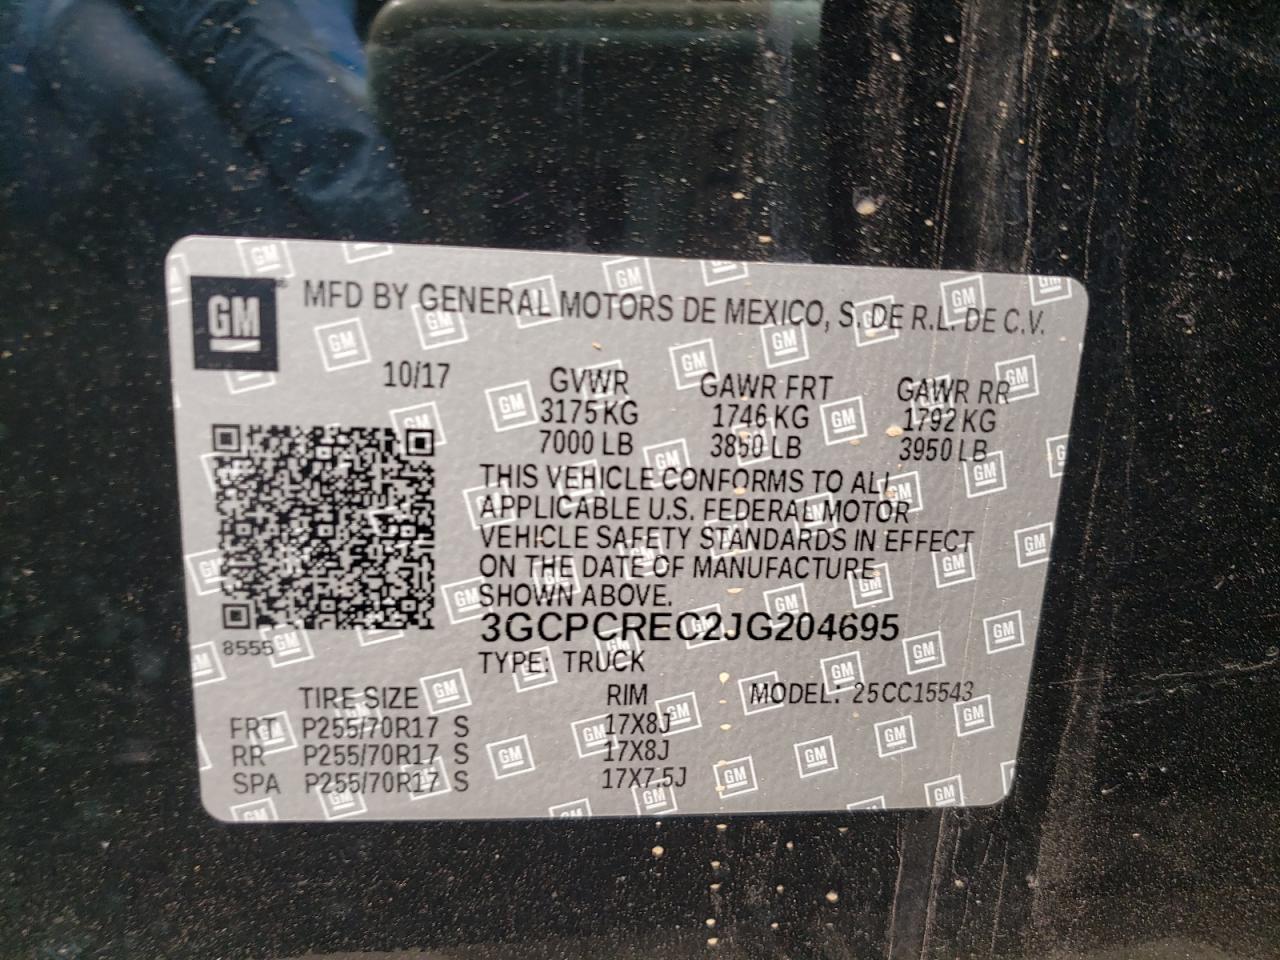 GM MFD BY GENERAL MOTORS DE MEXICO, S. DE R.L. DE C.V.
10/17 GVWR GAWR FRT GAWR RR
3175 KG 1746 KG 1792 KG
7000 LB 3850 LB 3950 LB
THIS VEHICLE CONFORMS TO ALL
APPLICABLE U.S. FEDERAL MOTOR
VEHICLE SAFETY STANDARDS IN EFFECT
ON THE DATE OF MANUFACTURE
SHOWN ABOVE.
3GCPCREC2JG204695
8555 TYPE: TRUCK
TIRE SIZE RIM MODEL: 25CC15543
FRT P255/70R17 S 17X8J
RR P255/70R17 S 17X8J
SPA P255/70R17 S 17X7.5J